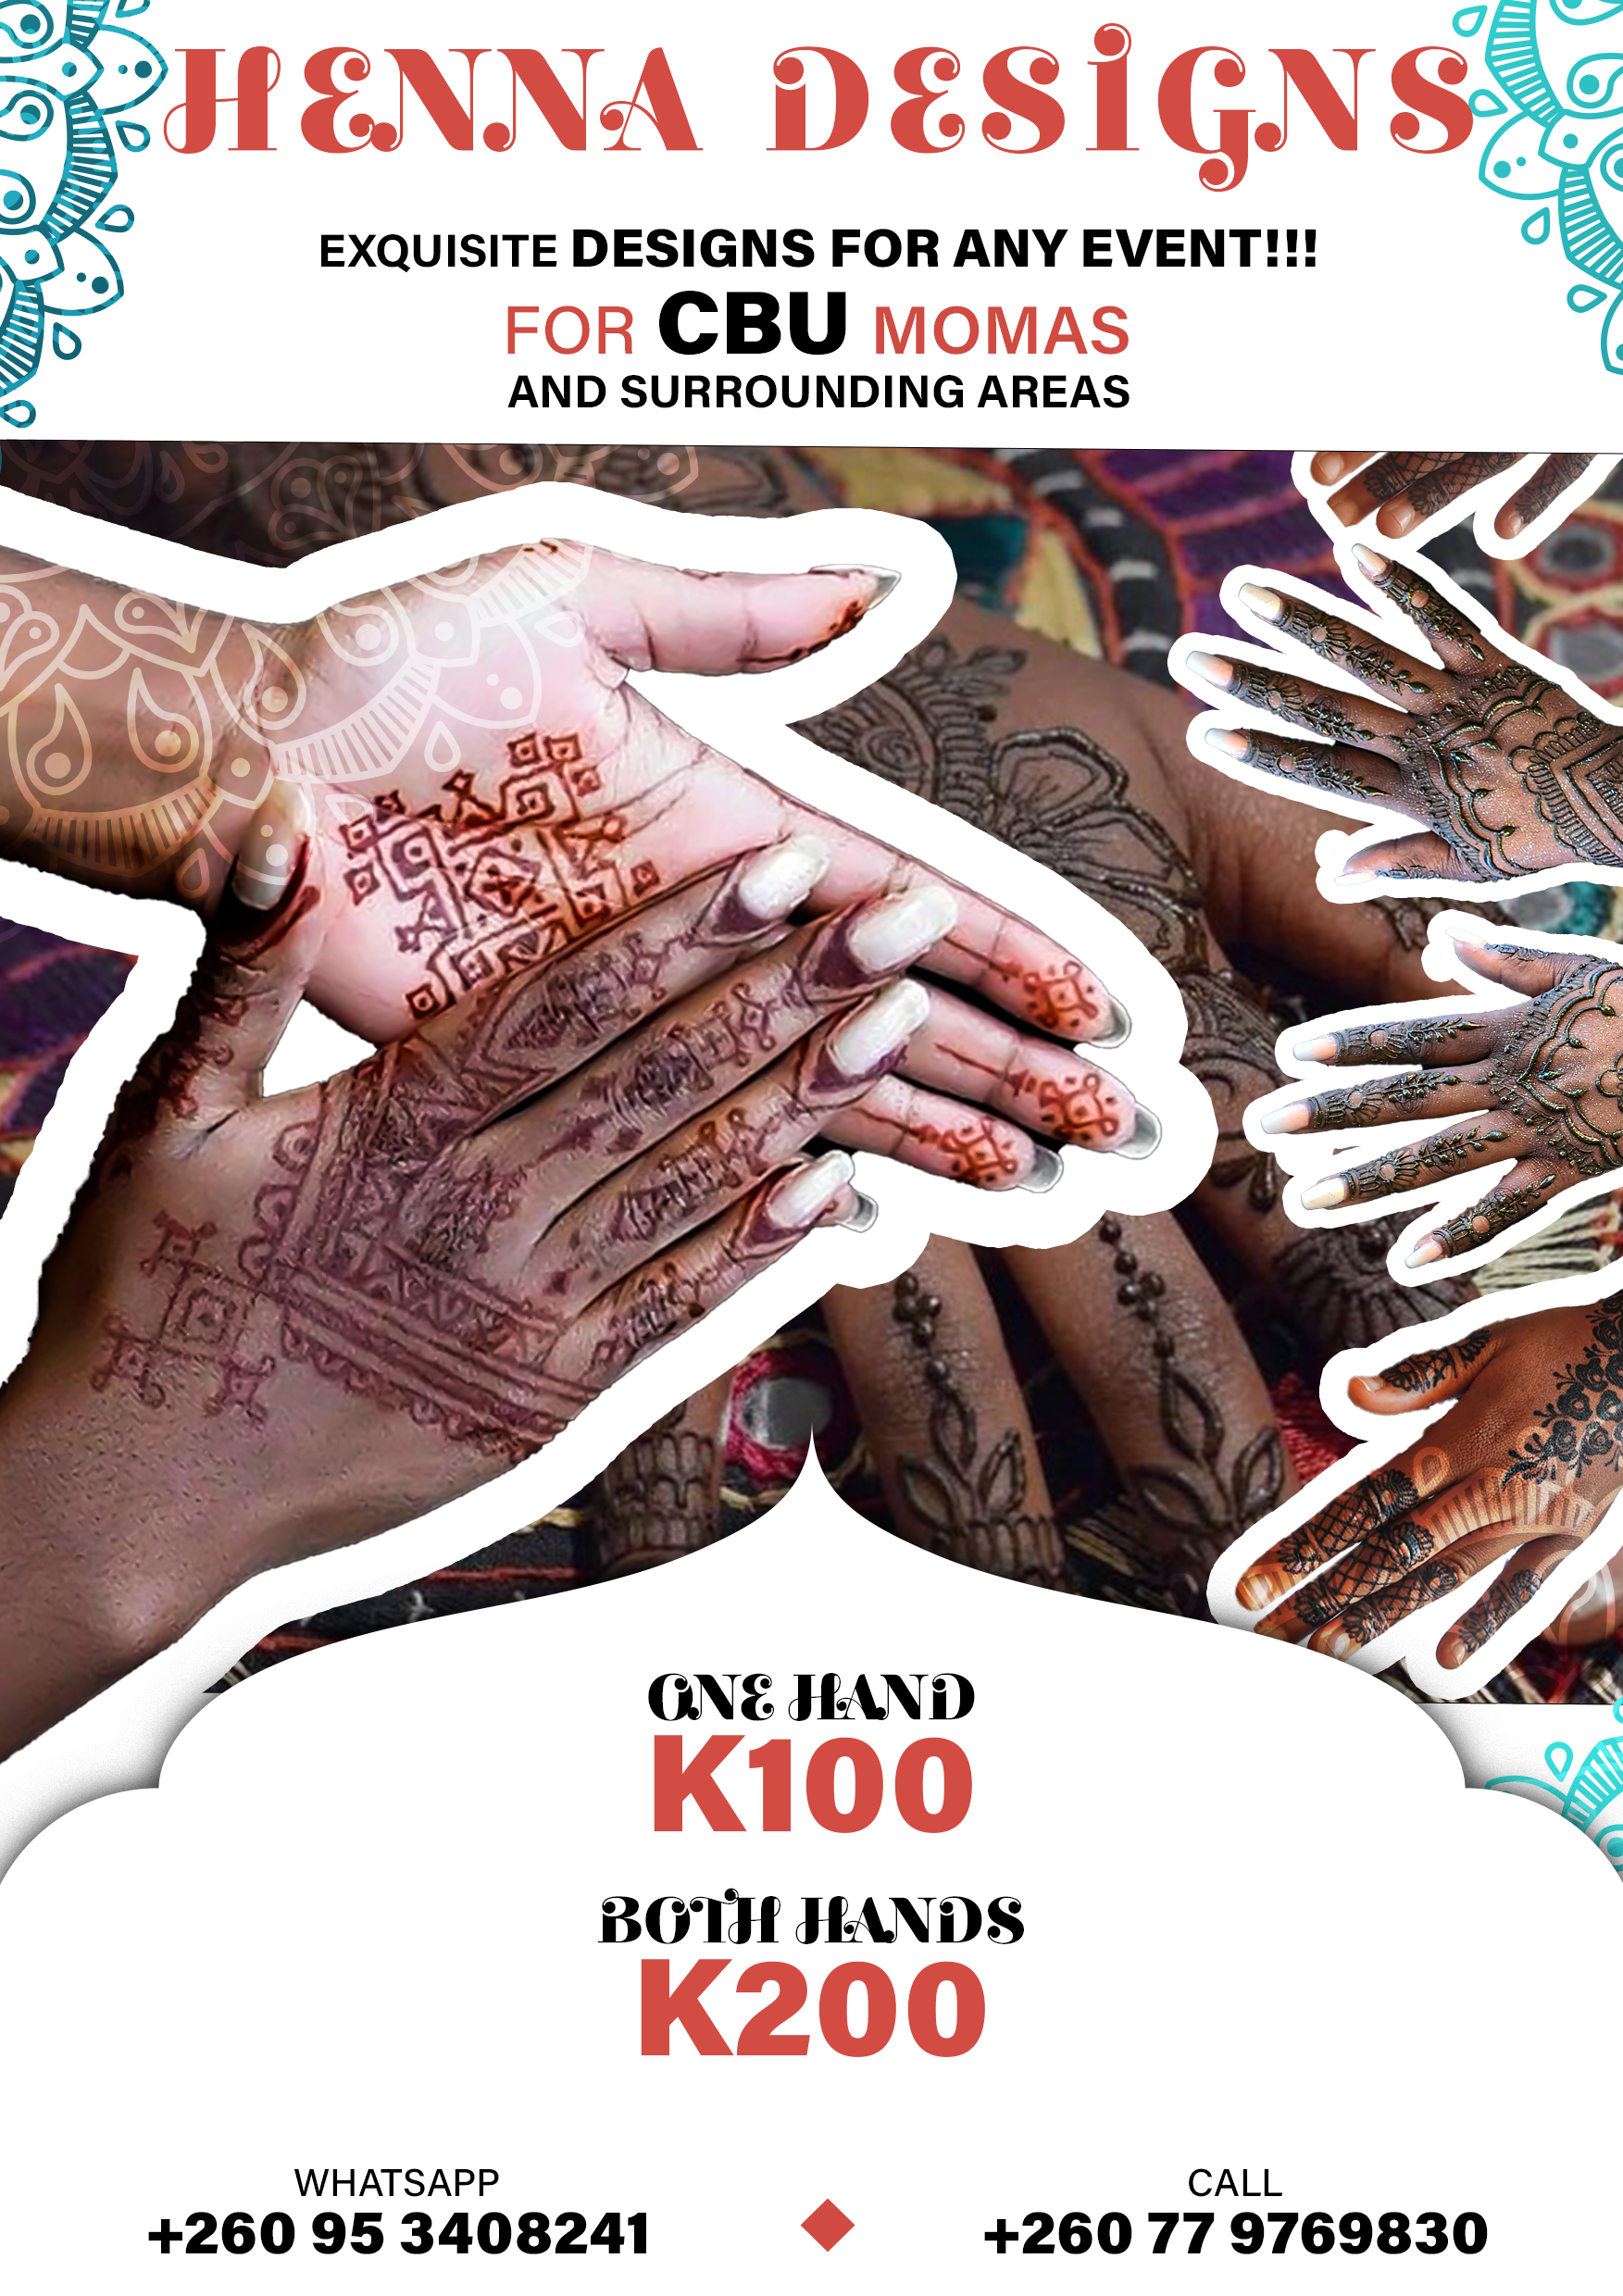 HENNA DESIGNS
EXQUISITE DESIGNS FOR ANY EVENT!!!
FOR CBU MOMAS
AND SURROUNDING AREAS
ONE HAND
K100
BOTH HANDS
K200
WHATSAPP
+260 95 3408241
CALL
+260 77 9769830